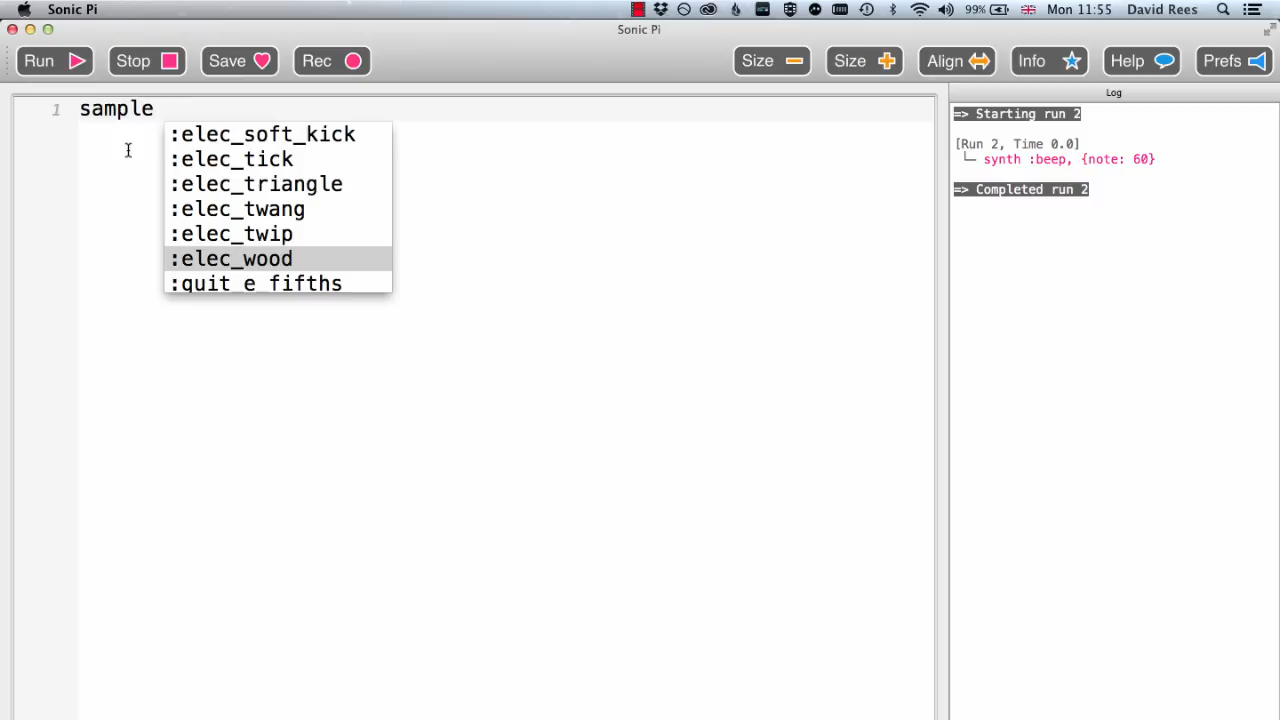 Sonic Pi 99% Mon 11:55 David Rees
Sonic Pi
Run Stop Save Rec Size Size Align Info Help Prefs
1 sample
:elec_soft_kick
:elec_tick
:elec_triangle
:elec_twang
:elec_twip
:elec_wood
:guit_e_fifths
Log
=> Starting run 2
[Run 2, Time 0.0]
└─ synth :beep, {note: 60}
=> Completed run 2